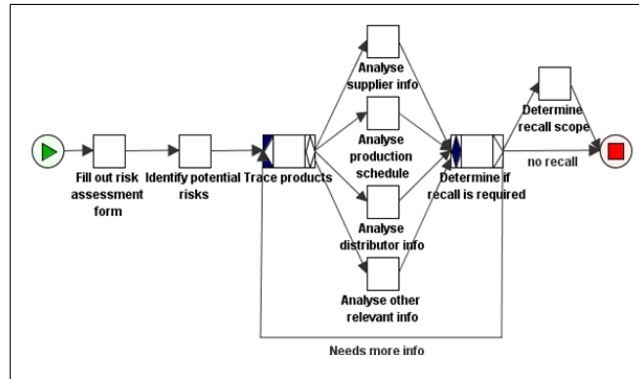 Analyse
supplier info
Determine
recall scope
Analyse
production
schedule
Fill out risk
assessment
form
Identify potential
risks
Trace products
Determine if
recall is required
no recall
Analyse
distributor info
Analyse other
relevant info
Needs more info